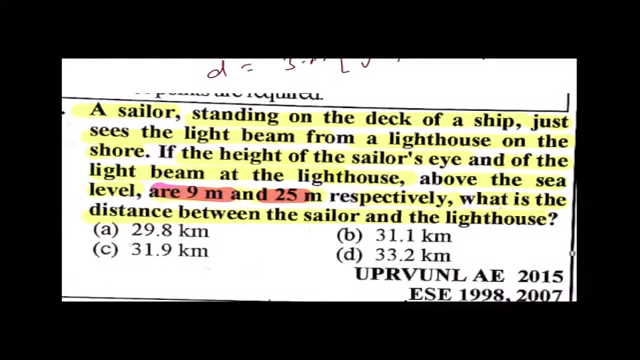 d =
points are required.
A sailor, standing on the deck of a ship, just
sees the light beam from a lighthouse on the
shore. If the height of the sailor's eye and of the
light beam at the lighthouse, above the sea
level, are 9 m and 25 m respectively, what is the
distance between the sailor and the lighthouse?
(a) 29.8 km (b) 31.1 km
(c) 31.9 km (d) 33.2 km
UPRVUNL AE 2015
ESE 1998, 2007